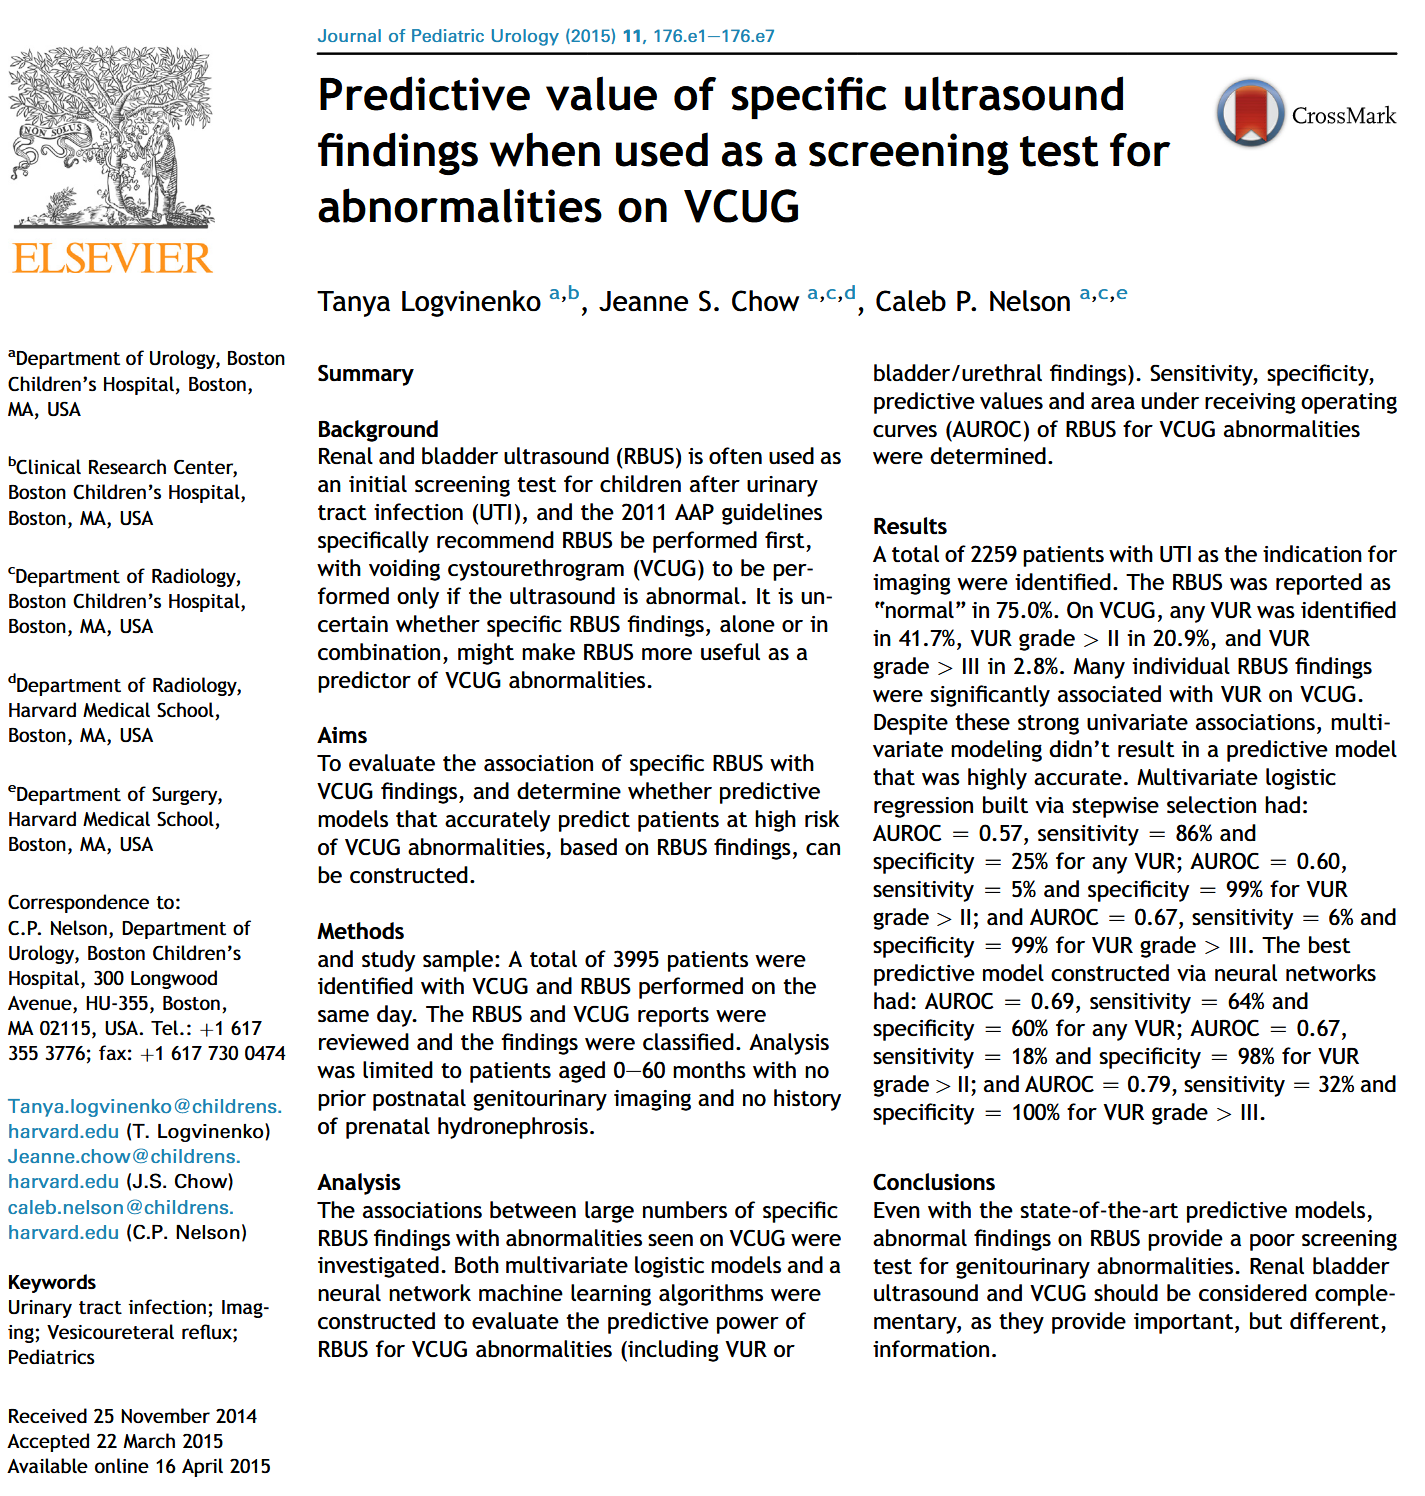 Journal of Pediatric Urology (2015) 11, 176.e1–176.e7
Predictive value of specific ultrasound
findings when used as a screening test for
abnormalities on VCUG
CrossMark
NON SOLUS
ELSEVIER
Tanya Logvinenko a,b, Jeanne S. Chow a,c,d, Caleb P. Nelson a,c,e
aDepartment of Urology, Boston
Children's Hospital, Boston,
MA, USA
bClinical Research Center,
Boston Children's Hospital,
Boston, MA, USA
cDepartment of Radiology,
Boston Children's Hospital,
Boston, MA, USA
dDepartment of Radiology,
Harvard Medical School,
Boston, MA, USA
eDepartment of Surgery,
Harvard Medical School,
Boston, MA, USA
Correspondence to:
C.P. Nelson, Department of
Urology, Boston Children's
Hospital, 300 Longwood
Avenue, HU-355, Boston,
MA 02115, USA. Tel.: +1 617
355 3776; fax: +1 617 730 0474
Tanya.logvinenko@childrens.
harvard.edu (T. Logvinenko)
Jeanne.chow@childrens.
harvard.edu (J.S. Chow)
caleb.nelson@childrens.
harvard.edu (C.P. Nelson)
Keywords
Urinary tract infection; Imag-
ing; Vesicoureteral reflux;
Pediatrics
Received 25 November 2014
Accepted 22 March 2015
Available online 16 April 2015
Summary
Background
Renal and bladder ultrasound (RBUS) is often used as
an initial screening test for children after urinary
tract infection (UTI), and the 2011 AAP guidelines
specifically recommend RBUS be performed first,
with voiding cystourethrogram (VCUG) to be per-
formed only if the ultrasound is abnormal. It is un-
certain whether specific RBUS findings, alone or in
combination, might make RBUS more useful as a
predictor of VCUG abnormalities.
Aims
To evaluate the association of specific RBUS with
VCUG findings, and determine whether predictive
models that accurately predict patients at high risk
of VCUG abnormalities, based on RBUS findings, can
be constructed.
Methods
and study sample: A total of 3995 patients were
identified with VCUG and RBUS performed on the
same day. The RBUS and VCUG reports were
reviewed and the findings were classified. Analysis
was limited to patients aged 0–60 months with no
prior postnatal genitourinary imaging and no history
of prenatal hydronephrosis.
Analysis
The associations between large numbers of specific
RBUS findings with abnormalities seen on VCUG were
investigated. Both multivariate logistic models and a
neural network machine learning algorithms were
constructed to evaluate the predictive power of
RBUS for VCUG abnormalities (including VUR or
bladder/urethral findings). Sensitivity, specificity,
predictive values and area under receiving operating
curves (AUROC) of RBUS for VCUG abnormalities
were determined.
Results
A total of 2259 patients with UTI as the indication for
imaging were identified. The RBUS was reported as
"normal" in 75.0%. On VCUG, any VUR was identified
in 41.7%, VUR grade > II in 20.9%, and VUR
grade > III in 2.8%. Many individual RBUS findings
were significantly associated with VUR on VCUG.
Despite these strong univariate associations, multi-
variate modeling didn't result in a predictive model
that was highly accurate. Multivariate logistic
regression built via stepwise selection had:
AUROC = 0.57, sensitivity = 86% and
specificity = 25% for any VUR; AUROC = 0.60,
sensitivity = 5% and specificity = 99% for VUR
grade > II; and AUROC = 0.67, sensitivity = 6% and
specificity = 99% for VUR grade > III. The best
predictive model constructed via neural networks
had: AUROC = 0.69, sensitivity = 64% and
specificity = 60% for any VUR; AUROC = 0.67,
sensitivity = 18% and specificity = 98% for VUR
grade > II; and AUROC = 0.79, sensitivity = 32% and
specificity = 100% for VUR grade > III.
Conclusions
Even with the state-of-the-art predictive models,
abnormal findings on RBUS provide a poor screening
test for genitourinary abnormalities. Renal bladder
ultrasound and VCUG should be considered comple-
mentary, as they provide important, but different,
information.